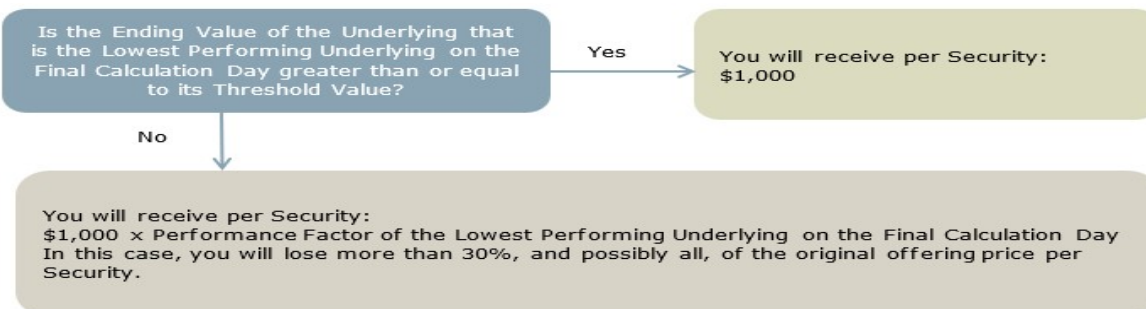 Is the Ending Value of the Underlying that
is the Lowest Performing Underlying on the
Final Calculation Day greater than or equal
to its Threshold Value?
Yes
You will receive per Security:
$1,000
No
You will receive per Security:
$1,000 x Performance Factor of the Lowest Performing Underlying on the Final Calculation Day
In this case, you will lose more than 30%, and possibly all, of the original offering price per
Security.